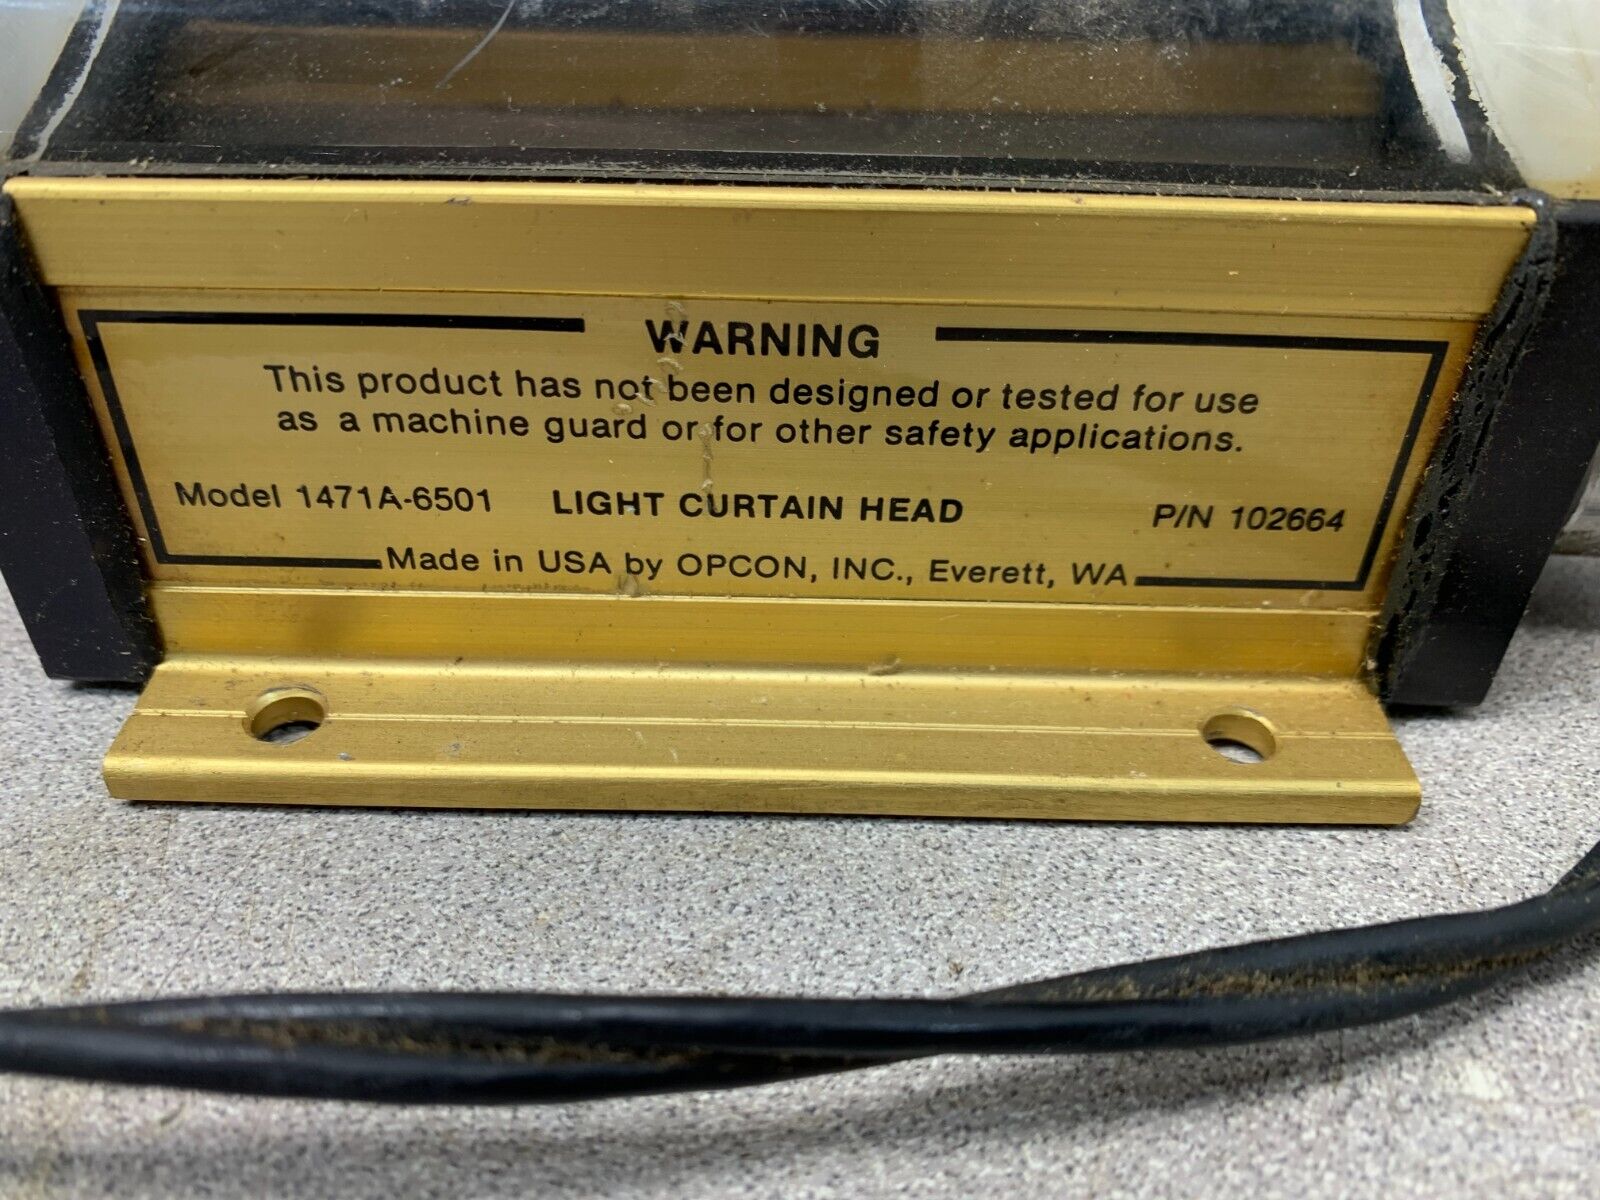 WARNING
This product has not been designed or tested for use
as a machine guard or for other safety applications.
Model 1471A-6501 LIGHT CURTAIN HEAD P/N 102664
Made in USA by OPCON, INC., Everett, WA